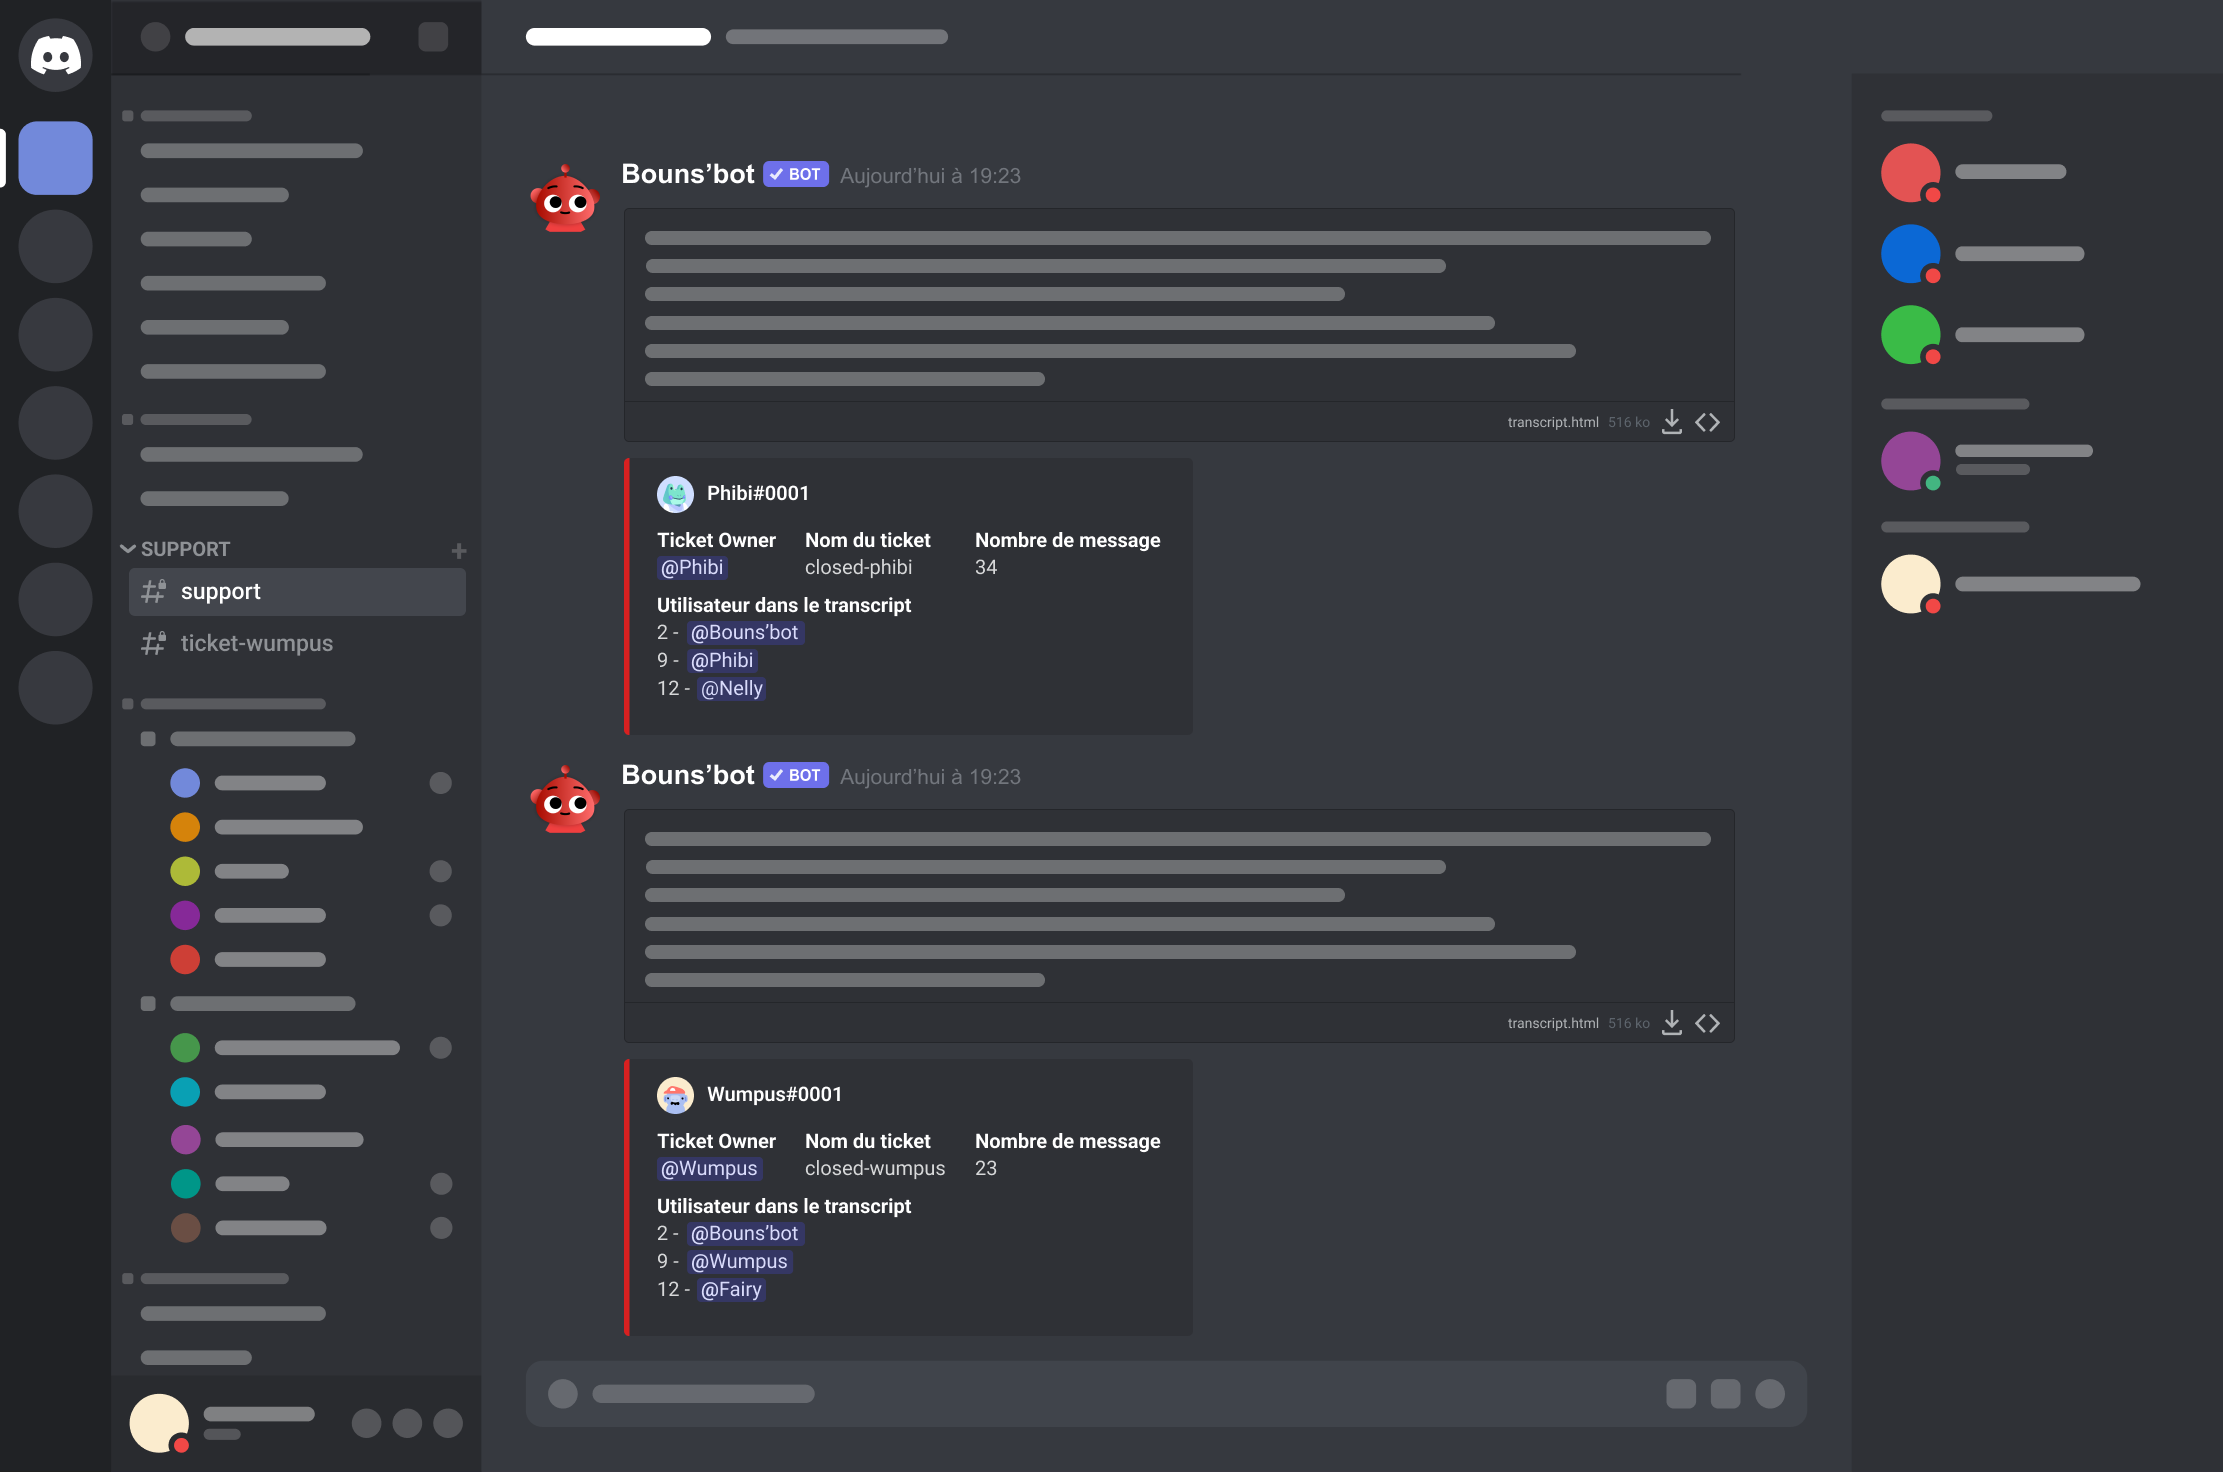 SUPPORT
support
ticket-wumpus
Bouns’bot BOT Aujourd’hui à 19:23
transcript.html 516 ko
Phibi#0001
Ticket Owner Nom du ticket Nombre de message
@Phibi closed-phibi 34
Utilisateur dans le transcript
2 - @Bouns’bot
9 - @Phibi
12 - @Nelly
Bouns’bot BOT Aujourd’hui à 19:23
transcript.html 516 ko
Wumpus#0001
Ticket Owner Nom du ticket Nombre de message
@Wumpus closed-wumpus 23
Utilisateur dans le transcript
2 - @Bouns’bot
9 - @Wumpus
12 - @Fairy